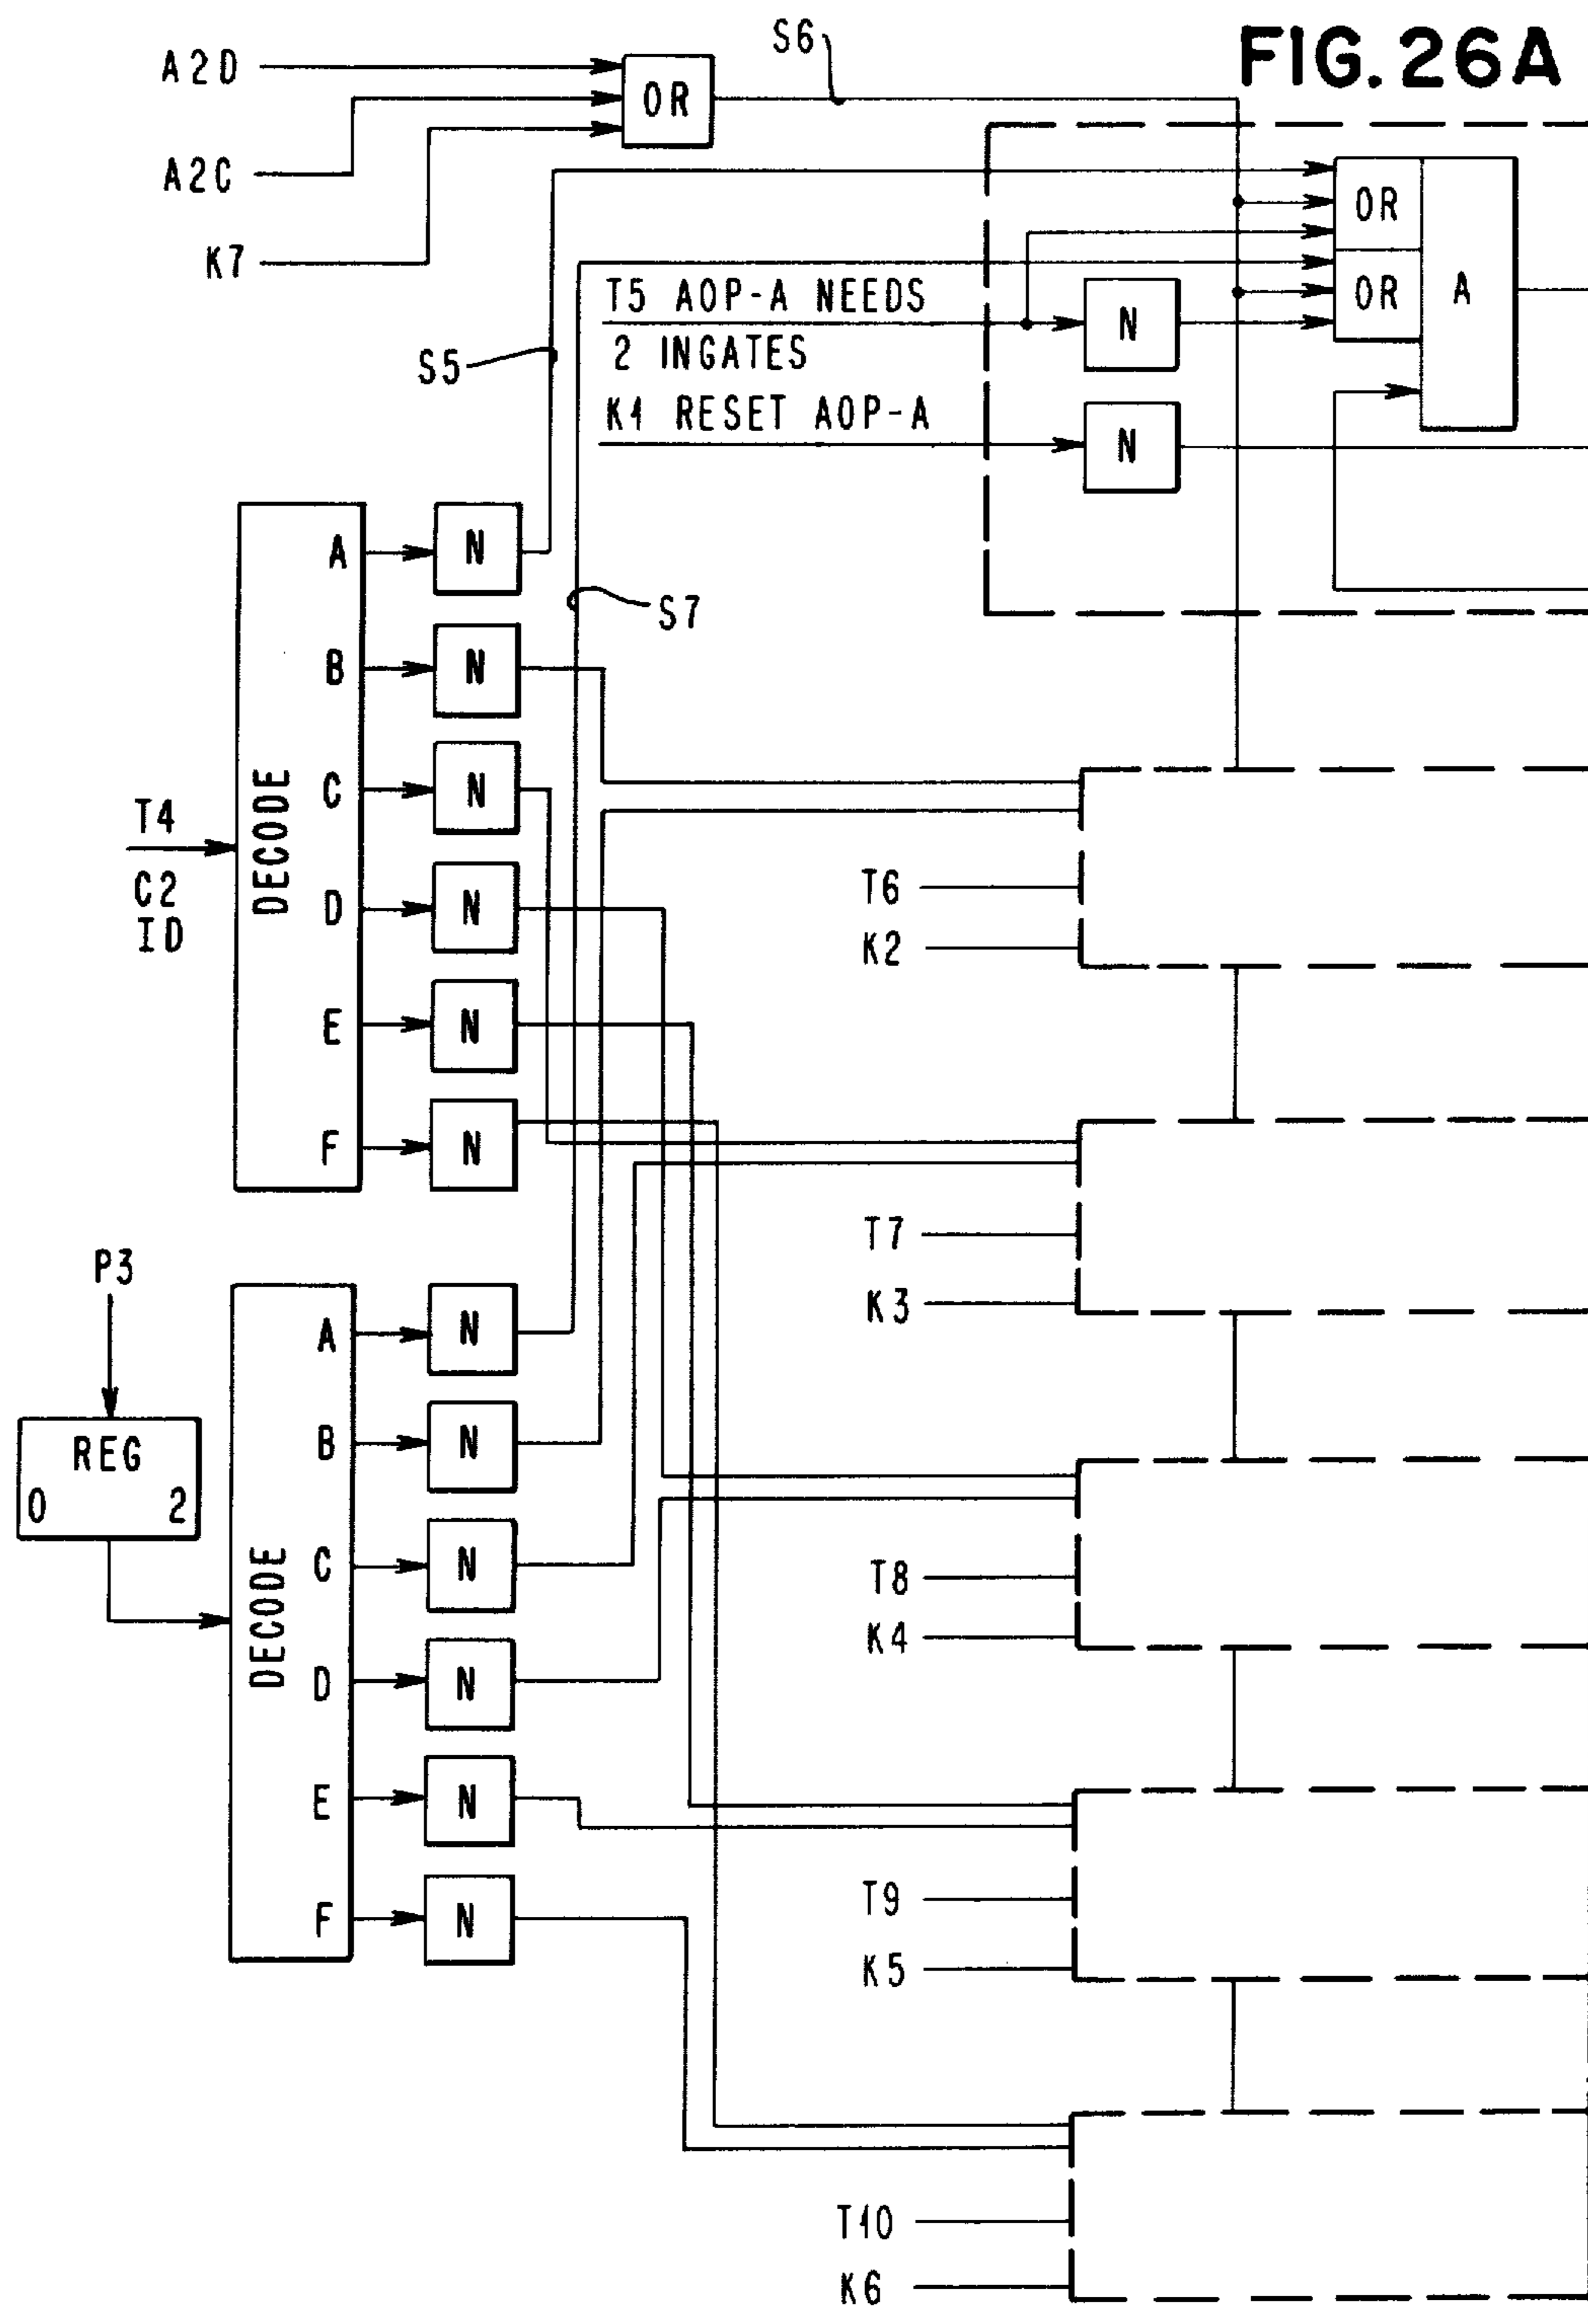 FIG. 26A
S6
A2D
OR
A2C
K7
OR
OR
A
T5 AOP-A NEEDS
2 INGATES
N
S5
K1 RESET AOP-A
N
A
N
S7
B
N
C
N
DECODE
T4
C2
ID
D
N
T6
K2
E
N
F
N
T7
K3
P3
A
N
REG
0 2
B
N
C
N
DECODE
T8
K4
D
N
E
N
T9
F
N
K5
T10
K6